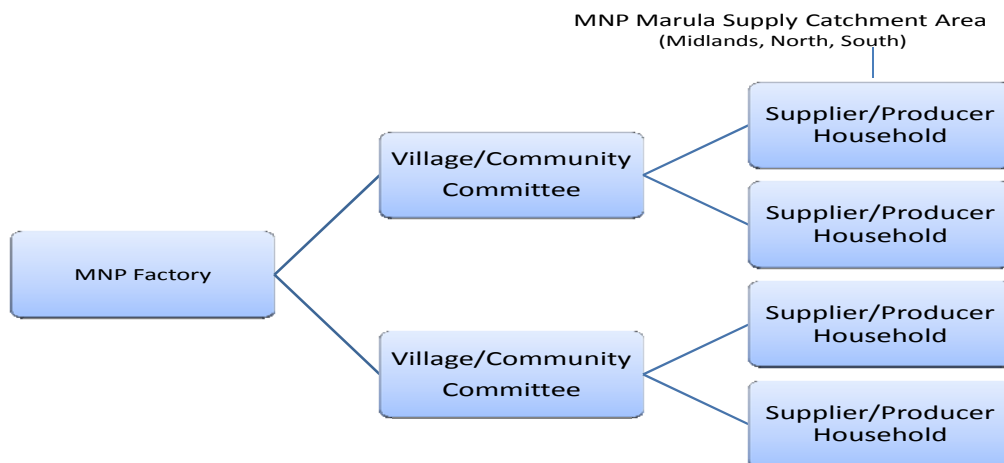 MNP Marula Supply Catchment Area
(Midlands, North, South)
Supplier/Producer
Household
Village/Community
Committee
Supplier/Producer
Household
MNP Factory
Supplier/Producer
Household
Village/Community
Committee
Supplier/Producer
Household